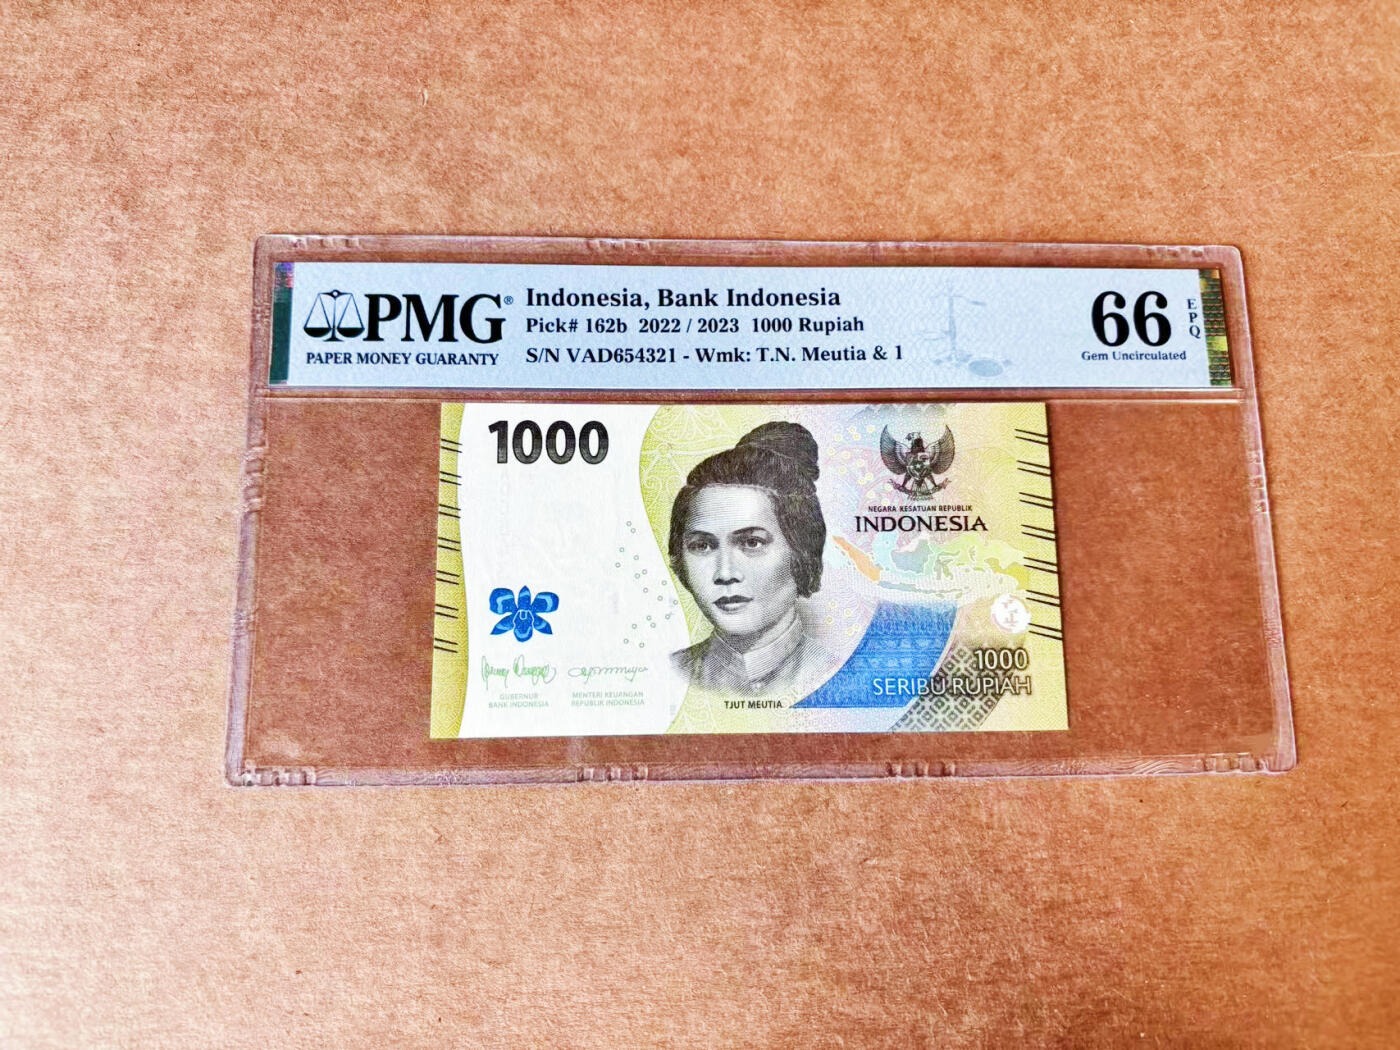 PMG®
PAPER MONEY GUARANTY
Indonesia, Bank Indonesia
Pick# 162b 2022 / 2023 1000 Rupiah
S/N VAD654321 - Wmk: T.N. Meutia & 1
66
EPQ
Gem Uncirculated
1000
NEGARA KESATUAN REPUBLIK
INDONESIA
GUBERNUR
BANK INDONESIA
MENTERI KEUANGAN
REPUBLIK INDONESIA
TJUT MEUTIA
1000
SERIBU RUPIAH